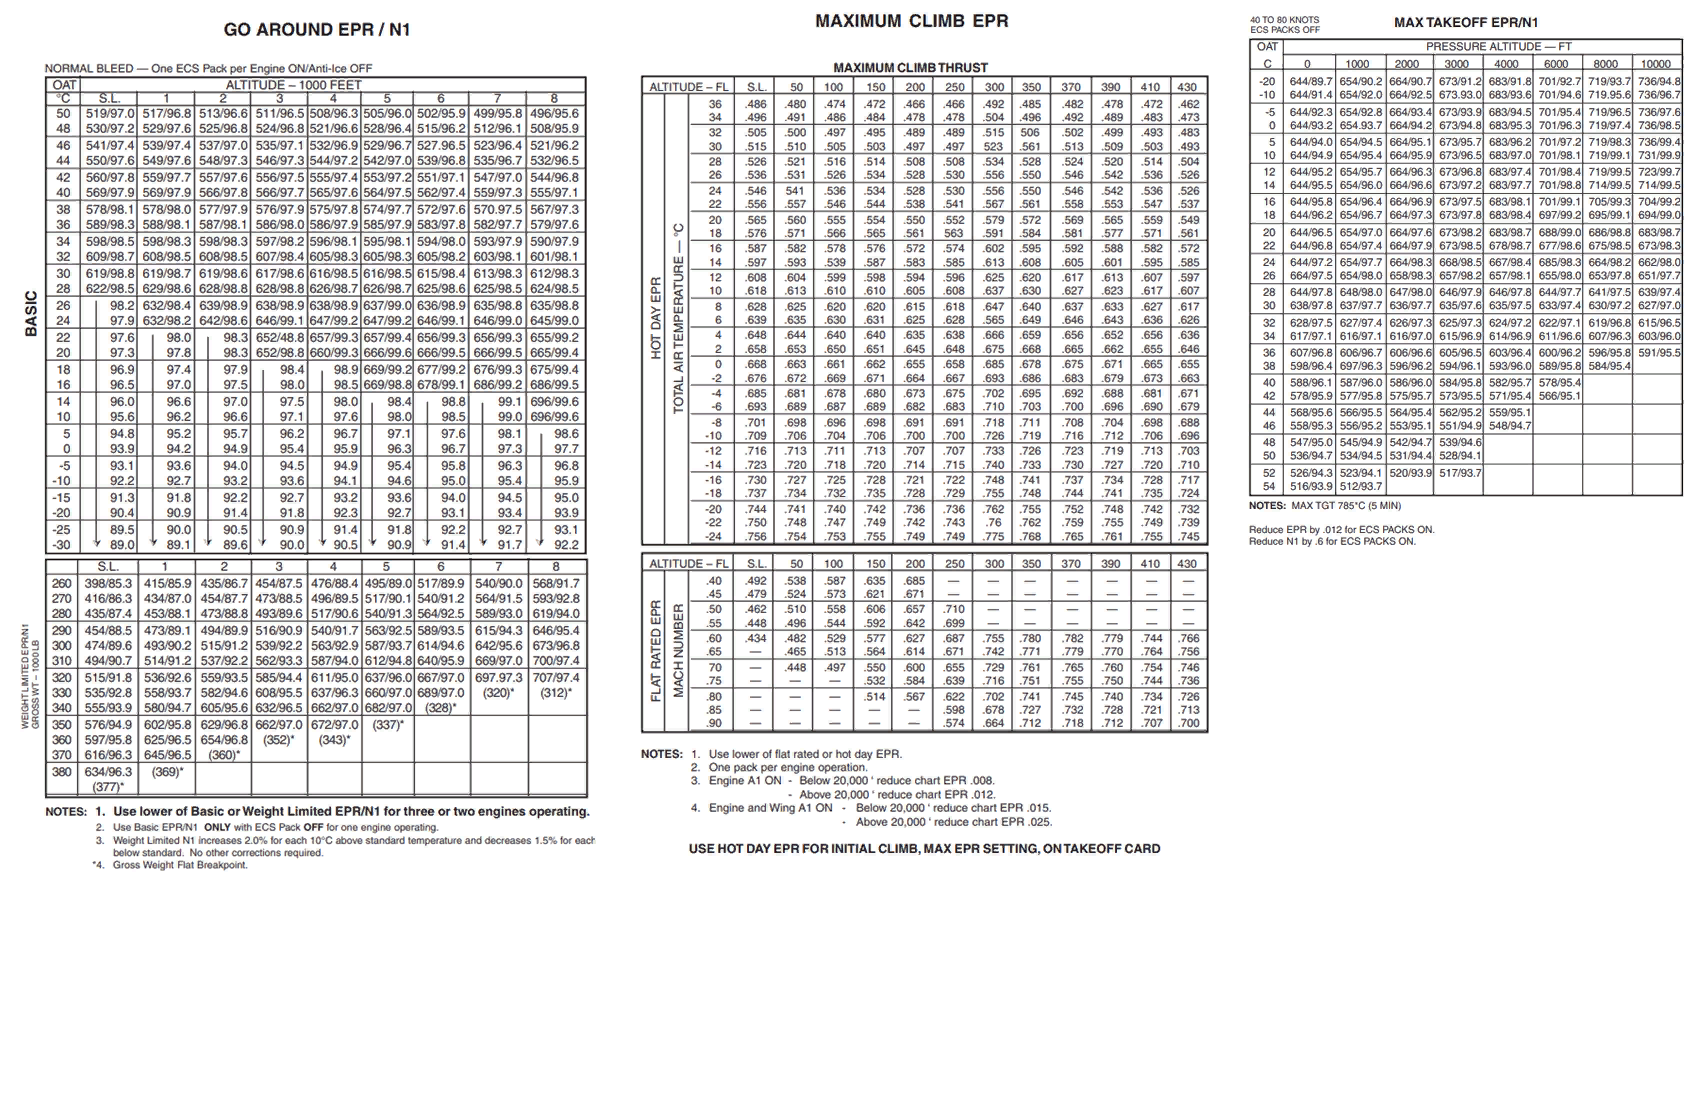 GO AROUND EPR / N1
NORMAL BLEED — One ECS Pack per Engine ON/Anti-Ice OFF
OAT ALTITUDE – 1000 FEET
°C S.L. 1 2 3 4 5 6 7 8
50 519/97.0 517/96.8 513/96.6 511/96.5 508/96.3 505/96.0 502/95.9 499/95.8 496/95.6
48 530/97.2 529/97.6 525/96.8 524/96.8 521/96.6 528/96.4 515/96.2 512/96.1 508/95.9
46 541/97.4 539/97.4 537/97.0 535/97.1 532/96.9 529/96.7 527.96.5 523/96.4 521/96.2
44 550/97.6 549/97.6 548/97.3 546/97.3 544/97.2 542/97.0 539/96.8 535/96.7 532/96.5
42 560/97.8 559/97.7 557/97.6 556/97.5 555/97.4 553/97.2 551/97.1 547/97.0 544/96.8
40 569/97.9 569/97.9 566/97.8 566/97.7 565/97.6 564/97.5 562/97.4 559/97.3 555/97.1
38 578/98.1 578/98.0 577/97.9 576/97.9 575/97.8 574/97.7 572/97.6 570.97.5 567/97.3
36 589/98.3 588/98.1 587/98.1 586/98.0 586/97.9 585/97.9 583/97.8 582/97.7 579/97.6
34 598/98.5 598/98.3 598/98.3 597/98.2 596/98.1 595/98.1 594/98.0 593/97.9 590/97.9
32 609/98.7 608/98.5 608/98.5 607/98.4 605/98.3 605/98.3 605/98.2 603/98.1 601/98.1
30 619/98.8 619/98.7 619/98.6 617/98.6 616/98.5 616/98.5 615/98.4 613/98.3 612/98.3
28 622/98.5 629/98.6 628/98.8 628/98.8 626/98.7 626/98.7 625/98.6 625/98.5 624/98.5
26 98.2 632/98.4 639/98.9 638/98.9 638/98.9 637/99.0 636/98.9 635/98.8 635/98.8
24 97.9 632/98.2 642/98.6 646/99.1 647/99.2 647/99.2 646/99.1 646/99.0 645/99.0
22 97.6 98.0 98.3 652/48.8 657/99.3 657/99.4 656/99.3 656/99.3 655/99.2
20 97.3 97.8 98.3 652/98.8 660/99.3 666/99.6 666/99.5 666/99.5 665/99.4
18 96.9 97.4 97.9 98.4 98.9 669/99.2 677/99.2 676/99.3 675/99.4
16 96.5 97.0 97.5 98.0 98.5 669/98.8 678/99.1 686/99.2 686/99.5
14 96.0 96.6 97.0 97.5 98.0 98.4 98.8 99.1 696/99.6
10 95.6 96.2 96.6 97.1 97.6 98.0 98.5 99.0 696/99.6
5 94.8 95.2 95.7 96.2 96.7 97.1 97.6 98.1 98.6
0 93.9 94.2 94.9 95.4 95.9 96.3 96.7 97.3 97.7
-5 93.1 93.6 94.0 94.5 94.9 95.4 95.8 96.3 96.8
-10 92.2 92.7 93.2 93.6 94.1 94.6 95.0 95.4 95.9
-15 91.3 91.8 92.2 92.7 93.2 93.6 94.0 94.5 95.0
-20 90.4 90.9 91.4 91.8 92.3 92.7 93.1 93.4 93.9
-25 89.5 90.0 90.5 90.9 91.4 91.8 92.2 92.7 93.1
-30 89.0 89.1 89.6 90.0 90.5 90.9 91.4 91.7 92.2
BASIC
S.L. 1 2 3 4 5 6 7 8
260 398/85.3 415/85.9 435/86.7 454/87.5 476/88.4 495/89.0 517/89.9 540/90.0 568/91.7
270 416/86.3 434/87.0 454/87.7 473/88.5 496/89.5 517/90.1 540/91.2 564/91.5 593/92.8
280 435/87.4 453/88.1 473/88.8 493/89.6 517/90.6 540/91.3 564/92.5 589/93.0 619/94.0
290 454/88.5 473/89.1 494/89.9 516/90.9 540/91.7 563/92.5 589/93.5 615/94.3 646/95.4
300 474/89.6 493/90.2 515/91.2 539/92.2 563/92.9 587/93.7 614/94.6 642/95.6 673/96.8
310 494/90.7 514/91.2 537/92.2 562/93.3 587/94.0 612/94.8 640/95.9 669/97.0 700/97.4
320 515/91.8 536/92.6 559/93.5 585/94.4 611/95.0 637/96.0 667/97.0 697.97.3 707/97.4
330 535/92.8 558/93.7 582/94.6 608/95.5 637/96.3 660/97.0 689/97.0 (320)* (312)*
340 555/93.9 580/94.7 605/95.6 632/96.5 662/97.0 682/97.0 (328)*
350 576/94.9 602/95.8 629/96.8 662/97.0 672/97.0 (337)*
360 597/95.8 625/96.5 654/96.8 (352)* (343)*
370 616/96.3 645/96.5 (360)*
380 634/96.3 (369)*
(377)*
WEIGHT LIMITED EPR/N1
GROSS WT – 1000 LB
NOTES: 1. Use lower of Basic or Weight Limited EPR/N1 for three or two engines operating.
2. Use Basic EPR/N1 ONLY with ECS Pack OFF for one engine operating.
3. Weight Limited N1 increases 2.0% for each 10°C above standard temperature and decreases 1.5% for each
below standard. No other corrections required.
*4. Gross Weight Flat Breakpoint.
MAXIMUM CLIMB EPR
MAXIMUM CLIMB THRUST
ALTITUDE – FL S.L. 50 100 150 200 250 300 350 370 390 410 430
36 .486 .480 .474 .472 .466 .466 .492 .485 .482 .478 .472 .462
34 .496 .491 .486 .484 .478 .478 .504 .496 .492 .489 .483 .473
32 .505 .500 .497 .495 .489 .489 .515 506 .502 .499 .493 .483
30 .515 .510 .505 .503 .497 .497 523 .561 .513 .509 .503 .493
28 .526 .521 .516 .514 .508 .508 .534 .528 .524 .520 .514 .504
26 .536 .531 .526 .534 .528 .530 .556 .550 .546 .542 .536 .526
24 .546 541 .536 .534 .528 .530 .556 .550 .546 .542 .536 .526
22 .556 .557 .546 .544 .538 .541 .567 .561 .558 .553 .547 .537
20 .565 .560 .555 .554 .550 .552 .579 .572 .569 .565 .559 .549
18 .576 .571 .566 .565 .561 563 .591 .584 .581 .577 .571 .561
16 .587 .582 .578 .576 .572 .574 .602 .595 .592 .588 .582 .572
14 .597 .593 .539 .587 .583 .585 .613 .608 .605 .601 .595 .585
12 .608 .604 .599 .598 .594 .596 .625 .620 .617 .613 .607 .597
10 .618 .613 .610 .610 .605 .608 .637 .630 .627 .623 .617 .607
8 .628 .625 .620 .620 .615 .618 .647 .640 .637 .633 .627 .617
6 .639 .635 .630 .631 .625 .628 .565 .649 .646 .643 .636 .626
4 .648 .644 .640 .640 .635 .638 .666 .659 .656 .652 .656 .636
2 .658 .653 .650 .651 .645 .648 .675 .668 .665 .662 .655 .646
0 .668 .663 .661 .662 .655 .658 .685 .678 .675 .671 .665 .655
-2 .676 .672 .669 .671 .664 .667 .693 .686 .683 .679 .673 .663
-4 .685 .681 .678 .680 .673 .675 .702 .695 .692 .688 .681 .671
-6 .693 .689 .687 .689 .682 .683 .710 .703 .700 .696 .690 .679
-8 .701 .698 .696 .698 .691 .691 .718 .711 .708 .704 .698 .688
-10 .709 .706 .704 .706 .700 .700 .726 .719 .716 .712 .706 .696
-12 .716 .713 .711 .713 .707 .707 .733 .726 .723 .719 .713 .703
-14 .723 .720 .718 .720 .714 .715 .740 .733 .730 .727 .720 .710
-16 .730 .727 .725 .728 .721 .722 .748 .741 .737 .734 .728 .717
-18 .737 .734 .732 .735 .728 .729 .755 .748 .744 .741 .735 .724
-20 .744 .741 .740 .742 .736 .736 .762 .755 .752 .748 .742 .732
-22 .750 .748 .747 .749 .742 .743 .76 .762 .759 .755 .749 .739
-24 .756 .754 .753 .755 .749 .749 .775 .768 .765 .761 .755 .745
HOT DAY EPR
TOTAL AIR TEMPERATURE — °C
ALTITUDE – FL S.L. 50 100 150 200 250 300 350 370 390 410 430
.40 .492 .538 .587 .635 .685 — — — — — — —
.45 .479 .524 .573 .621 .671 — — — — — — —
.50 .462 .510 .558 .606 .657 .710 — — — — — —
.55 .448 .496 .544 .592 .642 .699 — — — — — —
.60 .434 .482 .529 .577 .627 .687 .755 .780 .782 .779 .744 .766
.65 — .465 .513 .564 .614 .671 .742 .771 .779 .770 .764 .756
70 — .448 .497 .550 .600 .655 .729 .761 .765 .760 .754 .746
.75 — — — .532 .584 .639 .716 .751 .755 .750 .744 .736
.80 — — — .514 .567 .622 .702 .741 .745 .740 .734 .726
.85 — — — — — .598 .678 .727 .732 .728 .721 .713
.90 — — — — — .574 .664 .712 .718 .712 .707 .700
FLAT RATED EPR
MACH NUMBER
NOTES: 1. Use lower of flat rated or hot day EPR.
2. One pack per engine operation.
3. Engine A1 ON - Below 20,000 ' reduce chart EPR .008.
- Above 20,000 ' reduce chart EPR .012.
4. Engine and Wing A1 ON - Below 20,000 ' reduce chart EPR .015.
- Above 20,000 ' reduce chart EPR .025.
USE HOT DAY EPR FOR INITIAL CLIMB, MAX EPR SETTING, ON TAKEOFF CARD
40 TO 80 KNOTS
ECS PACKS OFF
MAX TAKEOFF EPR/N1
OAT PRESSURE ALTITUDE — FT
C 0 1000 2000 3000 4000 6000 8000 10000
-20 644/89.7 654/90.2 664/90.7 673/91.2 683/91.8 701/92.7 719/93.7 736/94.8
-10 644/91.4 654/92.0 664/92.5 673/93.0 683/93.6 701/94.6 719.95.6 736/96.7
-5 644/92.3 654/92.8 664/93.4 673/93.9 683/94.5 701/95.4 719/96.5 736/97.6
0 644/93.2 654.93.7 664/94.2 673/94.8 683/95.3 701/96.3 719/97.4 736/98.5
5 644/94.0 654/94.5 664/95.1 673/95.7 683/96.2 701/97.2 719/98.3 736/99.4
10 644/94.9 654/95.4 664/95.9 673/96.5 683/97.0 701/98.1 719/99.1 731/99.9
12 644/95.2 654/95.7 664/96.3 673/96.8 683/97.4 701/98.4 719/99.5 723/99.7
14 644/95.5 654/96.0 664/96.6 673/97.2 683/97.7 701/98.8 714/99.5 714/99.5
16 644/95.8 654/96.4 664/96.9 673/97.5 683/98.1 701/99.1 705/99.3 704/99.2
18 644/96.2 654/96.7 664/97.3 673/97.8 683/98.4 697/99.2 695/99.1 694/99.0
20 644/96.5 654/97.0 664/97.6 673/98.2 683/98.7 688/99.0 686/98.8 683/98.7
22 644/96.8 654/97.4 664/97.9 673/98.5 678/98.7 677/98.6 675/98.5 673/98.3
24 644/97.2 654/97.7 664/98.3 668/98.5 667/98.4 685/98.3 664/98.2 662/98.0
26 644/97.5 654/98.0 658/98.3 657/98.2 657/98.1 655/98.0 653/97.8 651/97.7
28 644/97.8 648/98.0 647/98.0 646/97.9 646/97.8 644/97.7 641/97.5 639/97.4
30 638/97.8 637/97.7 636/97.7 635/97.6 635/97.5 633/97.4 630/97.2 627/97.0
32 628/97.5 627/97.4 626/97.3 625/97.3 624/97.2 622/97.1 619/96.8 615/96.5
34 617/97.1 616/97.1 616/97.0 615/96.9 614/96.9 611/96.6 607/96.3 603/96.0
36 607/96.8 606/96.7 606/96.6 605/96.5 603/96.4 600/96.2 596/95.8 591/95.5
38 598/96.4 697/96.3 596/96.2 594/96.1 593/96.0 589/95.8 584/95.4
40 588/96.1 587/96.0 586/96.0 584/95.8 582/95.7 578/95.4
42 578/95.9 577/95.8 575/95.7 573/95.5 571/95.4 566/95.1
44 568/95.6 566/95.5 564/95.4 562/95.2 559/95.1
46 558/95.3 556/95.2 553/95.1 551/94.9 548/94.7
48 547/95.0 545/94.9 542/94.7 539/94.6
50 536/94.7 534/94.5 531/94.4 528/94.1
52 526/94.3 523/94.1 520/93.9 517/93.7
54 516/93.9 512/93.7
NOTES: MAX TGT 785°C (5 MIN)
Reduce EPR by .012 for ECS PACKS ON.
Reduce N1 by .6 for ECS PACKS ON.